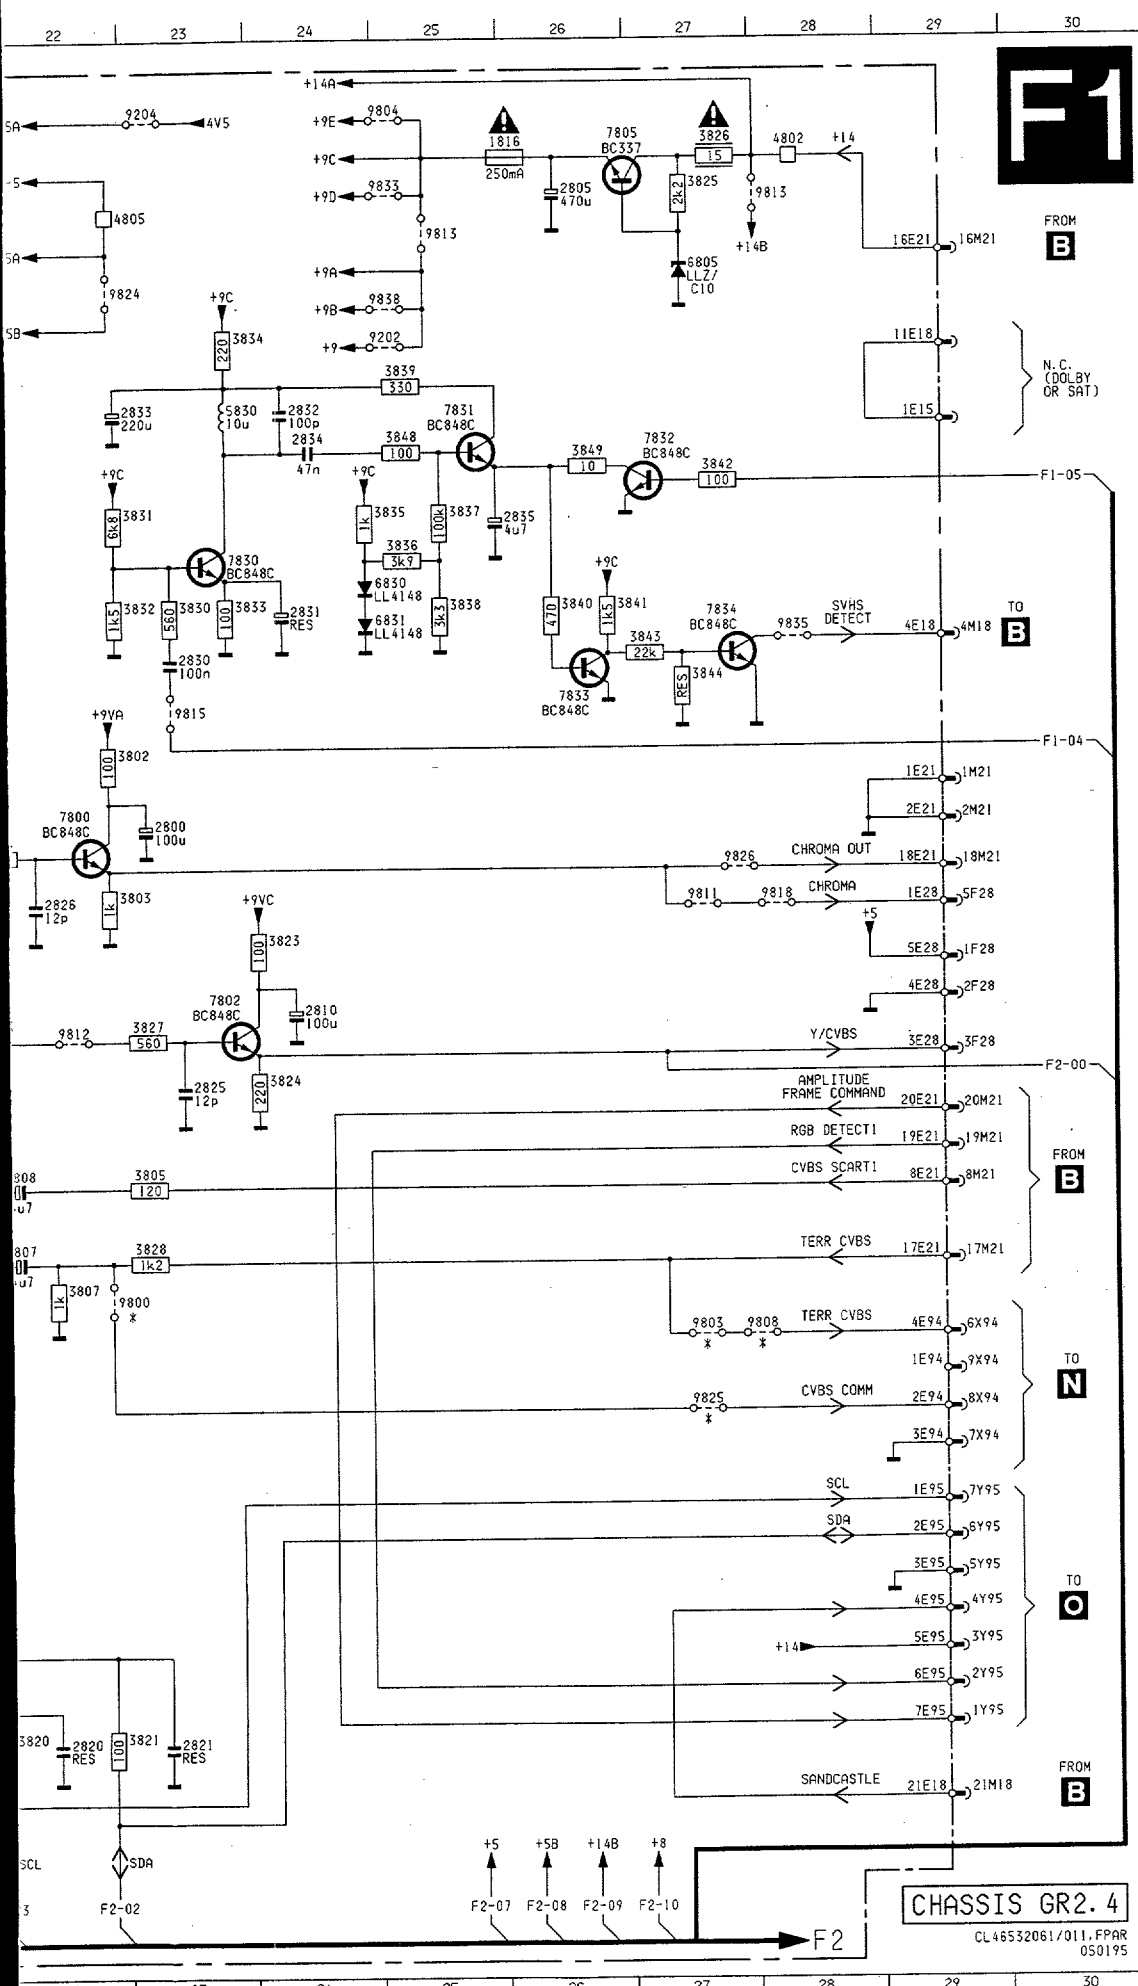 22 23 24 25 26 27 28 29 30
F1
+14A
9204 4V5
5A
+9E 9804
1816
250mA
7805
BC337
3826
15
4802 +14
+9C
-5
+9D 9833
2805
470u
3825
2k2
9813
+14B
4805
9813
FROM
B
16E21 16M21
5A
+9A
6805
LLZ/
C10
9824
+9C
+9B 9838
5B
3834
220
+9 9202
11E18
N.C.
(DOLBY
OR SAT)
1E15
3839
330
2833
220u
5830
10u
2832
100p
7831
BC848C
2834
47n
3848
100
3849
10
7832
BC848C
3842
100
F1-05
+9C
+9C
3831
6k8
3835
1k
3837
100k
2835
4u7
3836
3k9
7830
BC848C
+9C
6830
LL4148
3832
1k5
3830
560
3833
100
2831
RES
6831
LL4148
3838
3k3
3840
470
3841
1k5
7834
BC848C
SVHS
DETECT
9835
4E18 4M18
TO
B
3843
22k
2830
100n
7833
BC848C
3844
RES
9815
+9VA
3802
100
F1-04
1E21 1M21
7800
BC848C
2800
100u
2E21 2M21
CHROMA OUT
9826 18E21 18M21
CHROMA
9811 9818 1E28 5F28
2826
12p
3803
1k
+9VC
+5
3823
100
5E28 1F28
4E28 2F28
7802
BC848C
2810
100u
9812
3827
560
Y/CVBS
3E28 3F28
F2-00
2825
12p
3824
220
AMPLITUDE
FRAME COMMAND
20E21 20M21
RGB DETECT1
19E21 19M21
FROM
B
808
3805
120
CVBS SCART1
8E21 8M21
.u7
807
3828
1k2
TERR CVBS
17E21 17M21
u7
3807
1k
9800
*
9803
*
9808
*
TERR CVBS
4E94 6X94
1E94 9X94
TO
N
9825
*
CVBS COMM
2E94 8X94
3E94 7X94
SCL
1E95 7Y95
SDA
2E95 6Y95
3E95 5Y95
TO
O
4E95 4Y95
+14 5E95 3Y95
6E95 2Y95
7E95 1Y95
3820
2820
RES
3821
100
2821
RES
SANDCASTLE
21E18 21M18
FROM
B
SCL
SDA
+5 +5B +14B +8
3
F2-02
F2-07 F2-08 F2-09 F2-10
F2
CHASSIS GR2.4
CL46532061/011.FPAR
050195
25 26 27 28 29 30